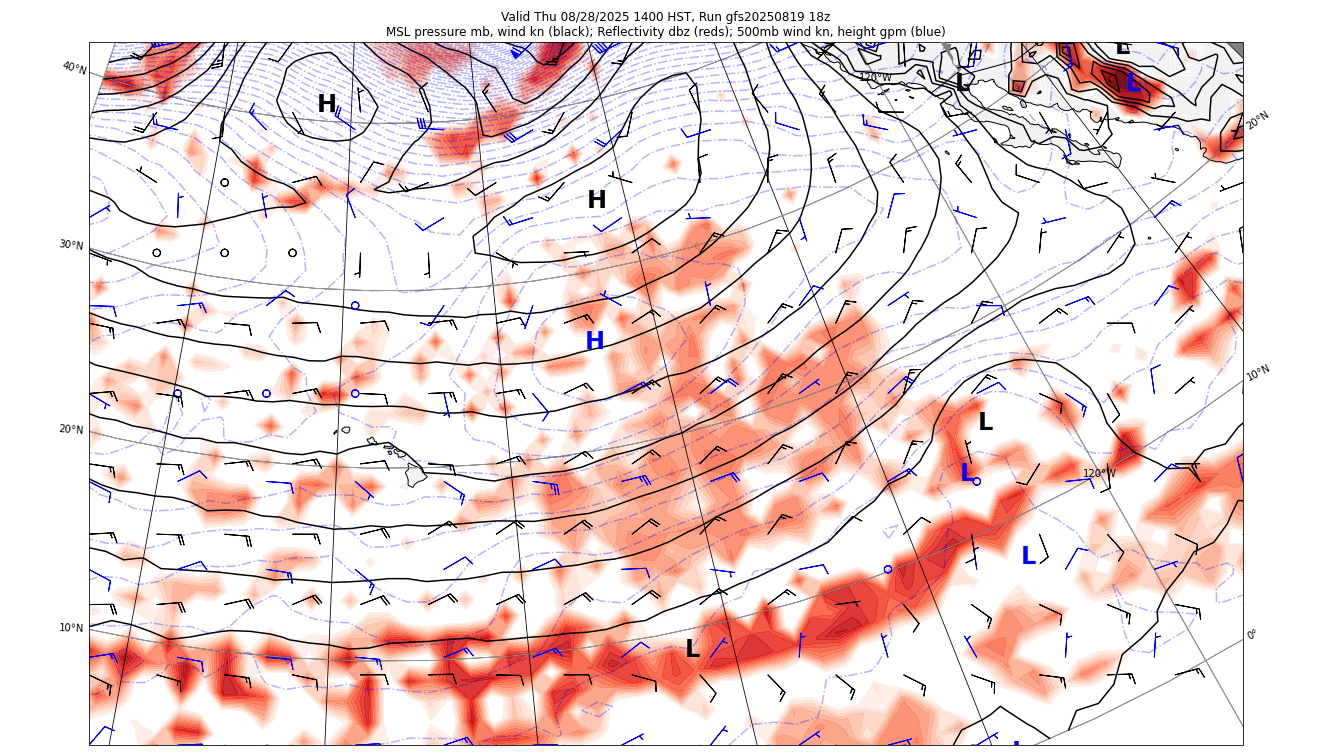 Valid Thu 08/28/2025 1400 HST, Run gfs20250819 18z
MSL pressure mb, wind kn (black); Reflectivity dbz (reds); 500mb wind kn, height gpm (blue)
L
40°N
120°W
L
L
H
20°N
H
30°N
H
10°N
L
20°N
L
120°W
L
10°N
0°
L